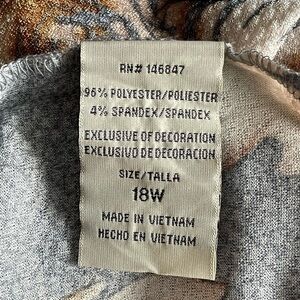 RN# 146847
96% POLYESTER/POLIESTER
4% SPANDEX/SPANDEX
EXCLUSIVE OF DECORATION
EXCLUSIVO DE DECORACION
SIZE/TALLA
18W
MADE IN VIETNAM
HECHO EN VIETNAM